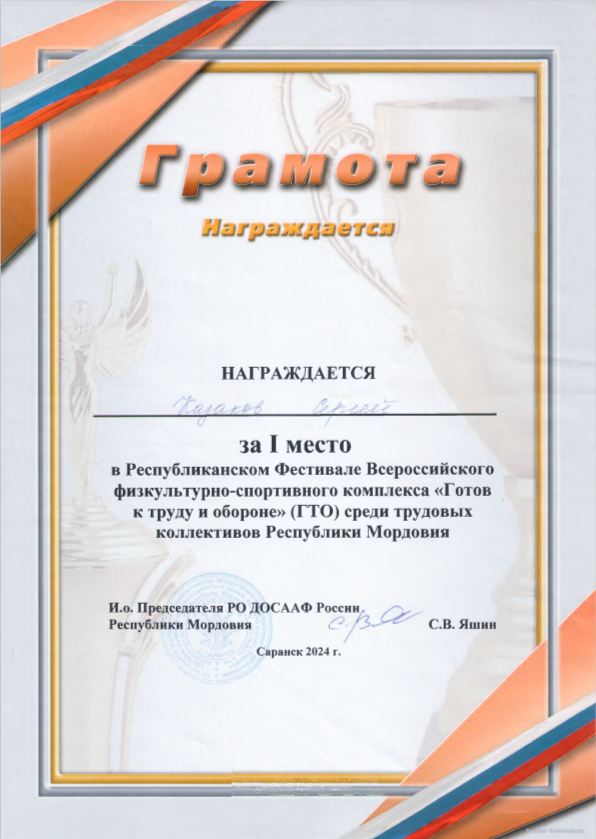 Грамота
Награждается
НАГРАЖДАЕТСЯ
Казаков Сергей
за I место
в Республиканском Фестивале Всероссийского
физкультурно-спортивного комплекса «Готов
к труду и обороне» (ГТО) среди трудовых
коллективов Республики Мордовия
И.о. Председателя РО ДОСААФ России
Республики Мордовия С.В. Яшин
Саранск 2024 г.